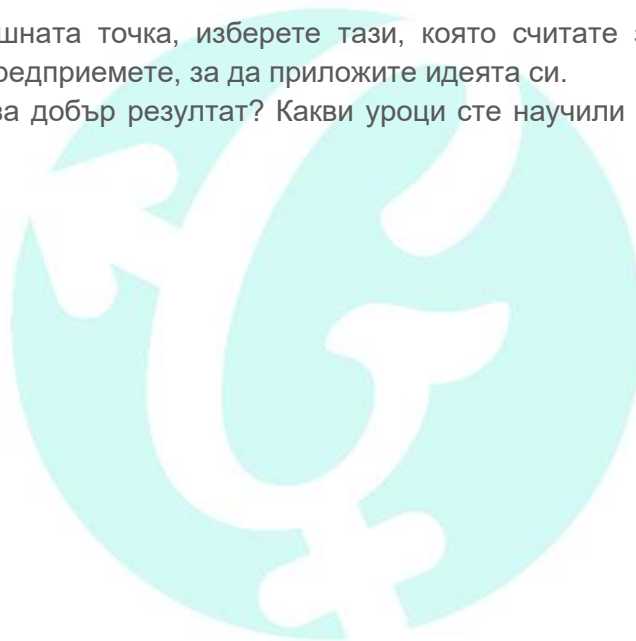 шната точка, изберете тази, която считате
редприемете, за да приложите идеята си.
за добър резултат? Какви уроци сте научили